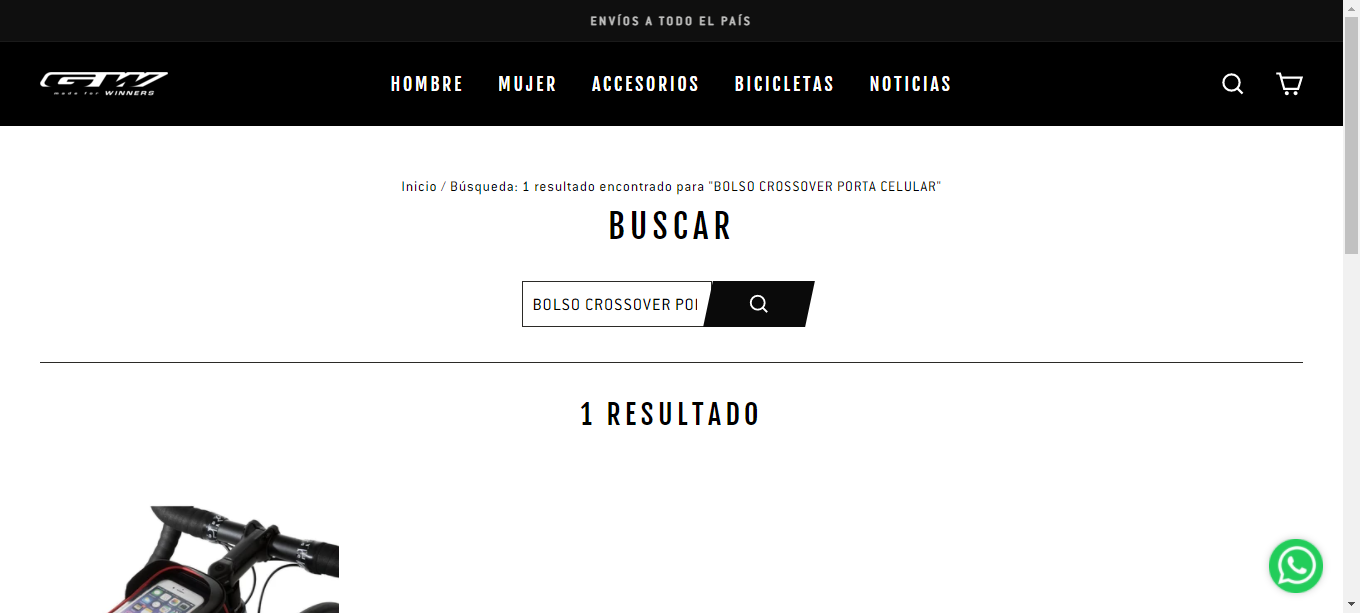 ENVÍOS A TODO EL PAÍS
GW
made for WINNERS
HOMBRE MUJER ACCESORIOS BICICLETAS NOTICIAS
Inicio / Búsqueda: 1 resultado encontrado para "BOLSO CROSSOVER PORTA CELULAR"
BUSCAR
BOLSO CROSSOVER POI
1 RESULTADO